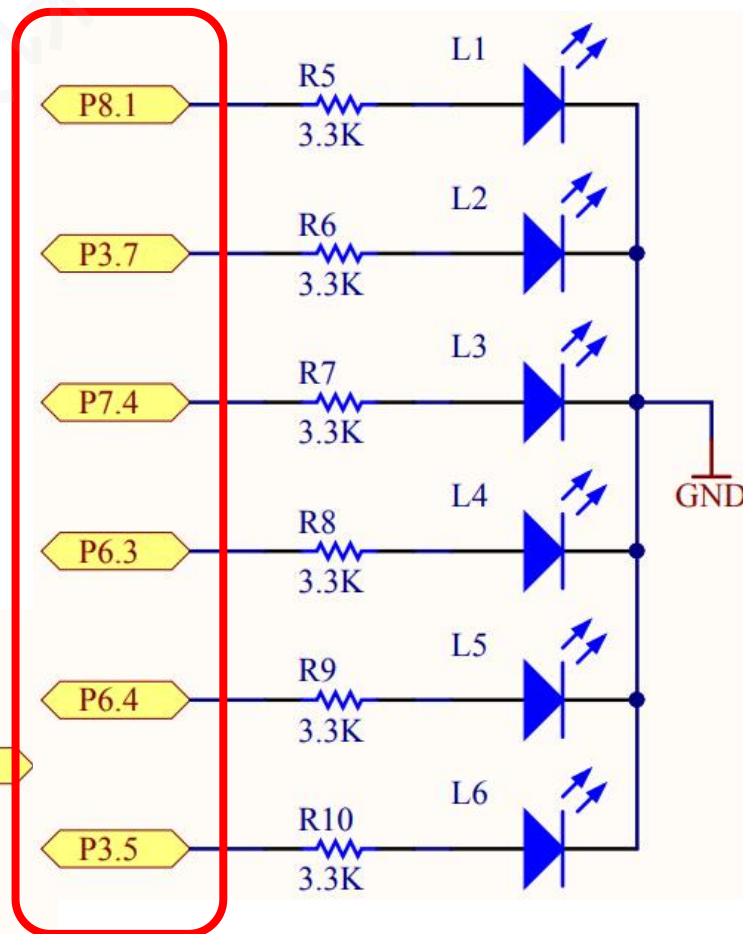 L1
P8.1
R5
3.3K
L2
P3.7
R6
3.3K
L3
P7.4
R7
3.3K
GND
L4
P6.3
R8
3.3K
L5
P6.4
R9
3.3K
L6
P3.5
R10
3.3K